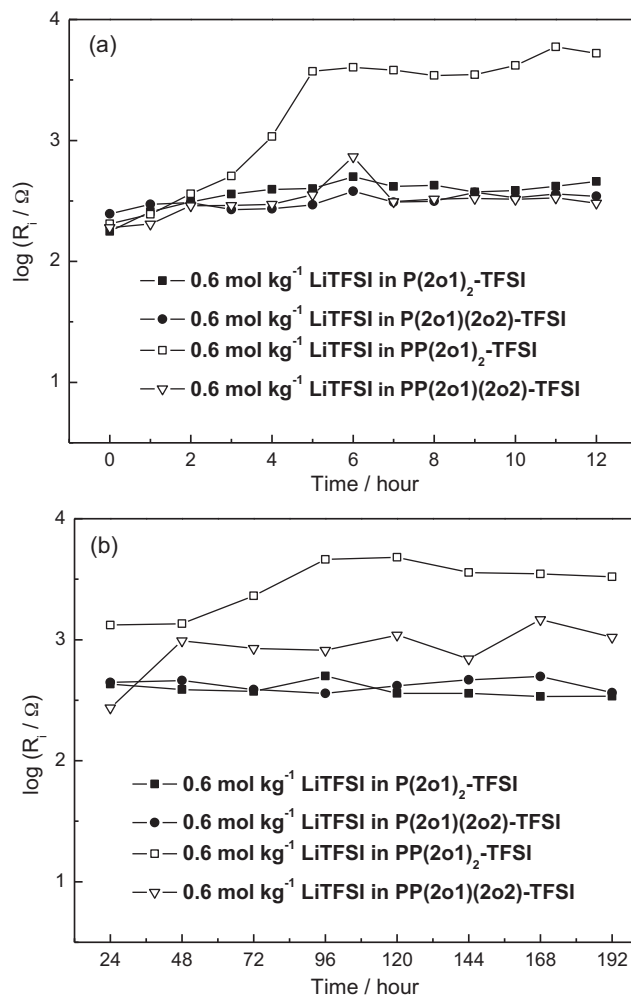 (a)
4
3
2
1
log (R_i / Ω)
0.6 mol kg⁻¹ LiTFSI in P(2o1)₂-TFSI
0.6 mol kg⁻¹ LiTFSI in P(2o1)(2o2)-TFSI
0.6 mol kg⁻¹ LiTFSI in PP(2o1)₂-TFSI
0.6 mol kg⁻¹ LiTFSI in PP(2o1)(2o2)-TFSI
0 2 4 6 8 10 12
Time / hour
(b)
4
3
2
1
log (R_i / Ω)
0.6 mol kg⁻¹ LiTFSI in P(2o1)₂-TFSI
0.6 mol kg⁻¹ LiTFSI in P(2o1)(2o2)-TFSI
0.6 mol kg⁻¹ LiTFSI in PP(2o1)₂-TFSI
0.6 mol kg⁻¹ LiTFSI in PP(2o1)(2o2)-TFSI
24 48 72 96 120 144 168 192
Time / hour